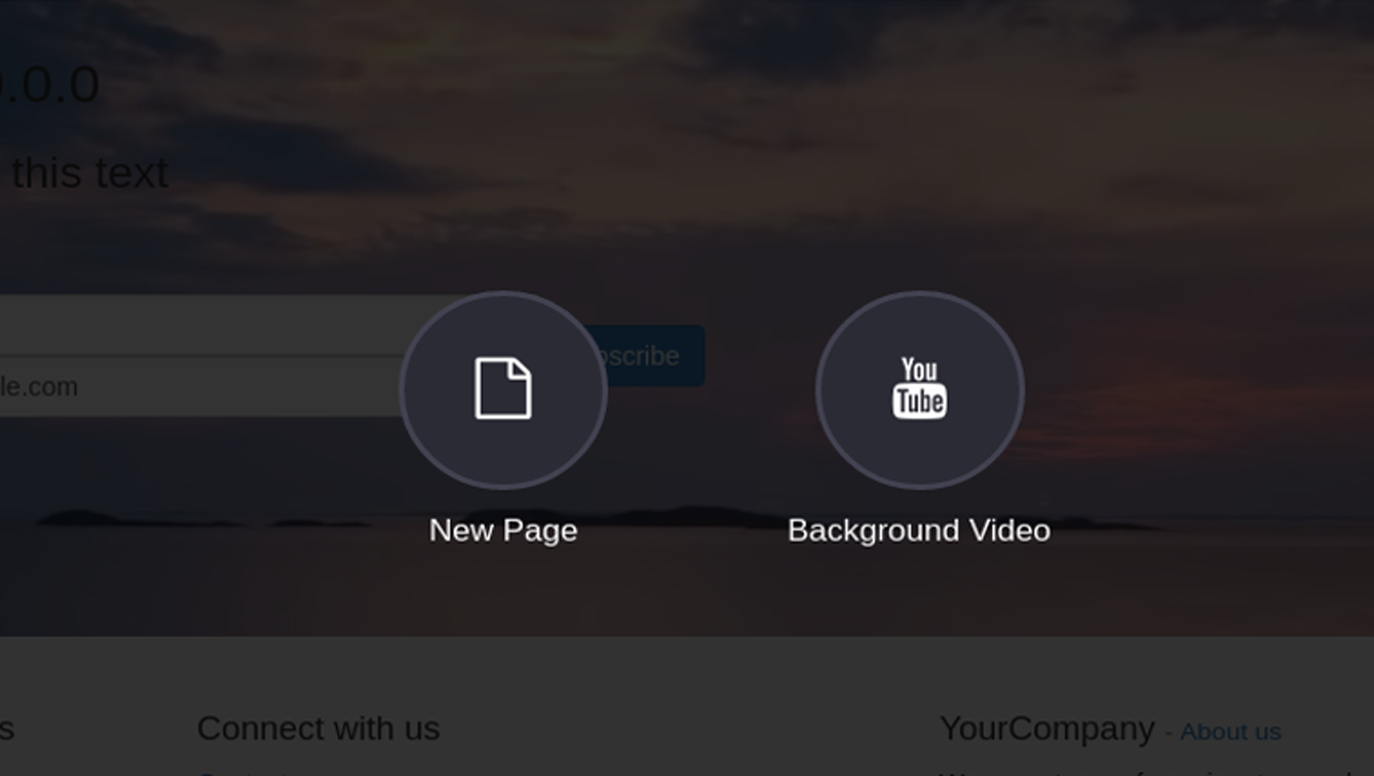 .0.0
this text
scribe
le.com
You
Tube
New Page
Background Video
s
Connect with us
YourCompany - About us